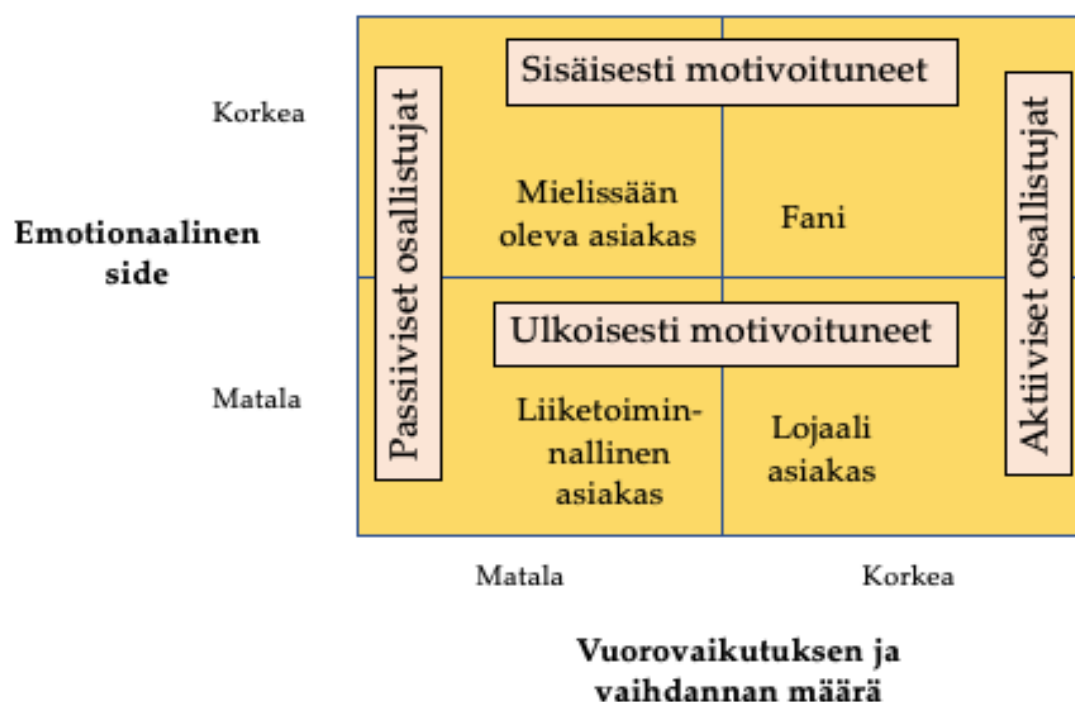 Sisäisesti motivoituneet
Korkea
Passiiviset osallistujat
Aktiiviset osallistujat
Mielissään
oleva asiakas
Fani
Emotionaalinen
side
Ulkoisesti motivoituneet
Matala
Liiketoimin-
nallinen
asiakas
Lojaali
asiakas
Matala
Korkea
Vuorovaikutuksen ja
vaihdannan määrä